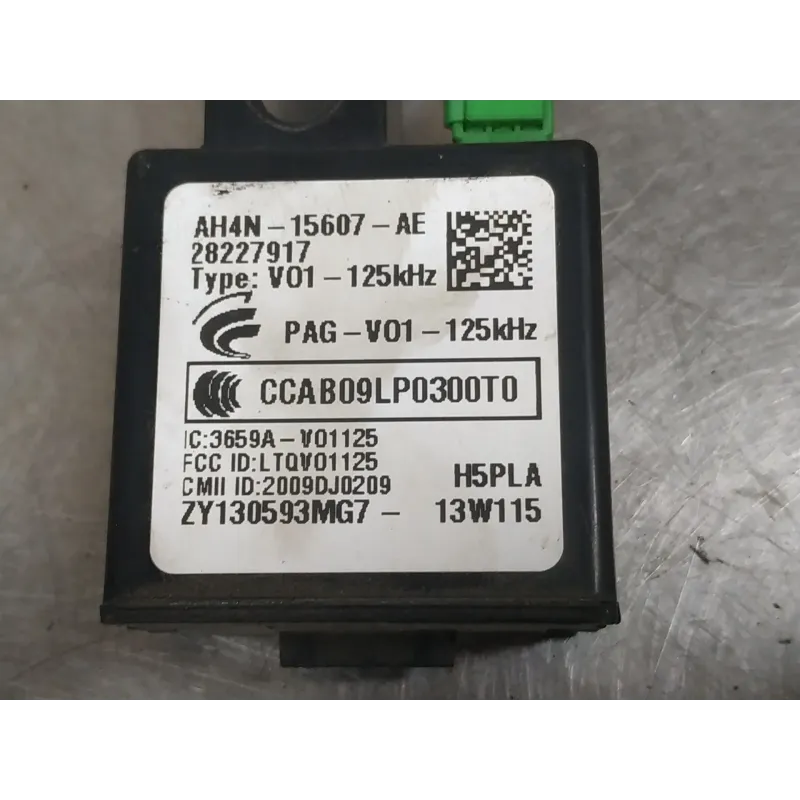 AH4N-15607-AE
28227917
Type: V01-125kHz
PAG-V01-125kHz
CCAB09LP0300T0
IC:3659A-V01125
FCC ID:LTQV01125
CMII ID:2009DJ0209
H5PLA
ZY130593MG7- 13W115